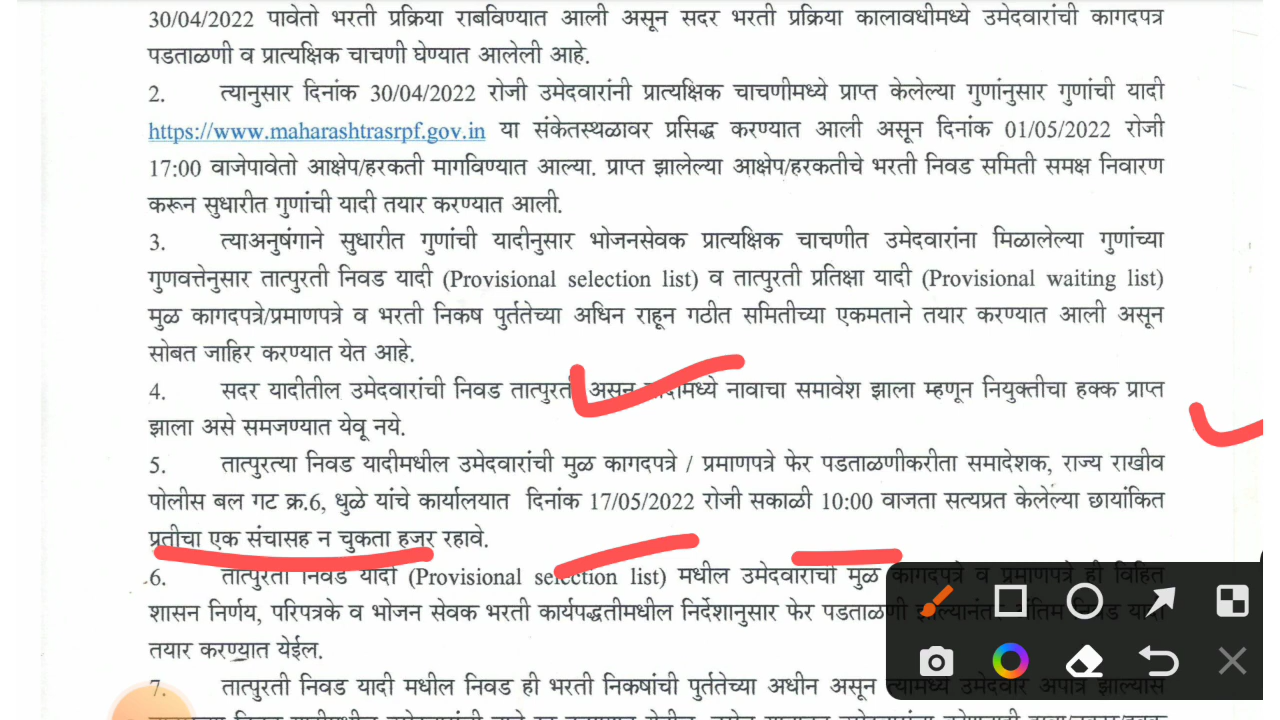 30/04/2022 पावेतो भरती प्रक्रिया राबविण्यात आली असून सदर भरती प्रक्रिया कालावधीमध्ये उमेदवारांची कागदपत्र
पडताळणी व प्रात्यक्षिक चाचणी घेण्यात आलेली आहे.
2. त्यानुसार दिनांक 30/04/2022 रोजी उमेदवारांनी प्रात्यक्षिक चाचणीमध्ये प्राप्त केलेल्या गुणांनुसार गुणांची यादी
https://www.maharashtrasrpf.gov.in या संकेतस्थळावर प्रसिद्ध करण्यात आली असून दिनांक 01/05/2022 रोजी
17:00 वाजेपावेतो आक्षेप/हरकती मागविण्यात आल्या. प्राप्त झालेल्या आक्षेप/हरकतीचे भरती निवड समिती समक्ष निवारण
करून सुधारीत गुणांची यादी तयार करण्यात आली.
3. त्याअनुषंगाने सुधारीत गुणांची यादीनुसार भोजनसेवक प्रात्यक्षिक चाचणीत उमेदवारांना मिळालेल्या गुणांच्या
गुणवत्तेनुसार तात्पुरती निवड यादी (Provisional selection list) व तात्पुरती प्रतिक्षा यादी (Provisional waiting list)
मुळ कागदपत्रे/प्रमाणपत्रे व भरती निकष पुर्ततेच्या अधिन राहून गठीत समितीच्या एकमताने तयार करण्यात आली असून
सोबत जाहिर करण्यात येत आहे.
4. सदर यादीतील उमेदवारांची निवड तात्पुरती असून यादीमध्ये नावाचा समावेश झाला म्हणून नियुक्तीचा हक्क प्राप्त
झाला असे समजण्यात येवू नये.
5. तात्पुरत्या निवड यादीमधील उमेदवारांची मुळ कागदपत्रे / प्रमाणपत्रे फेर पडताळणीकरीता समादेशक, राज्य राखीव
पोलीस बल गट क्र.6, धुळे यांचे कार्यालयात दिनांक 17/05/2022 रोजी सकाळी 10:00 वाजता सत्यप्रत केलेल्या छायांकित
प्रतीचा एक संचासह न चुकता हजर रहावे.
6. तात्पुरती निवड यादी (Provisional selection list) मधील उमेदवारांची मुळ कागदपत्रे व प्रमाणपत्रे ही विहित
शासन निर्णय, परिपत्रके व भोजन सेवक भरती कार्यपद्धतीमधील निर्देशानुसार फेर पडताळणी झाल्यानंतर अंतिम निवड यादी
तयार करण्यात येईल.
7. तात्पुरती निवड यादी मधील निवड ही भरती निकषांची पुर्ततेच्या अधीन असून त्यामध्ये उमेदवार अपात्र झाल्यास